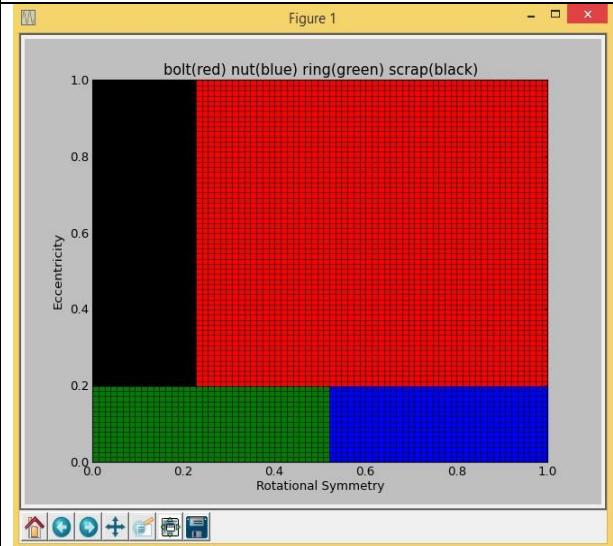 Figure 1
bolt(red) nut(blue) ring(green) scrap(black)
1.0
0.8
0.6
0.4
0.2
0.0
Eccentricity
0.0 0.2 0.4 0.6 0.8 1.0
Rotational Symmetry